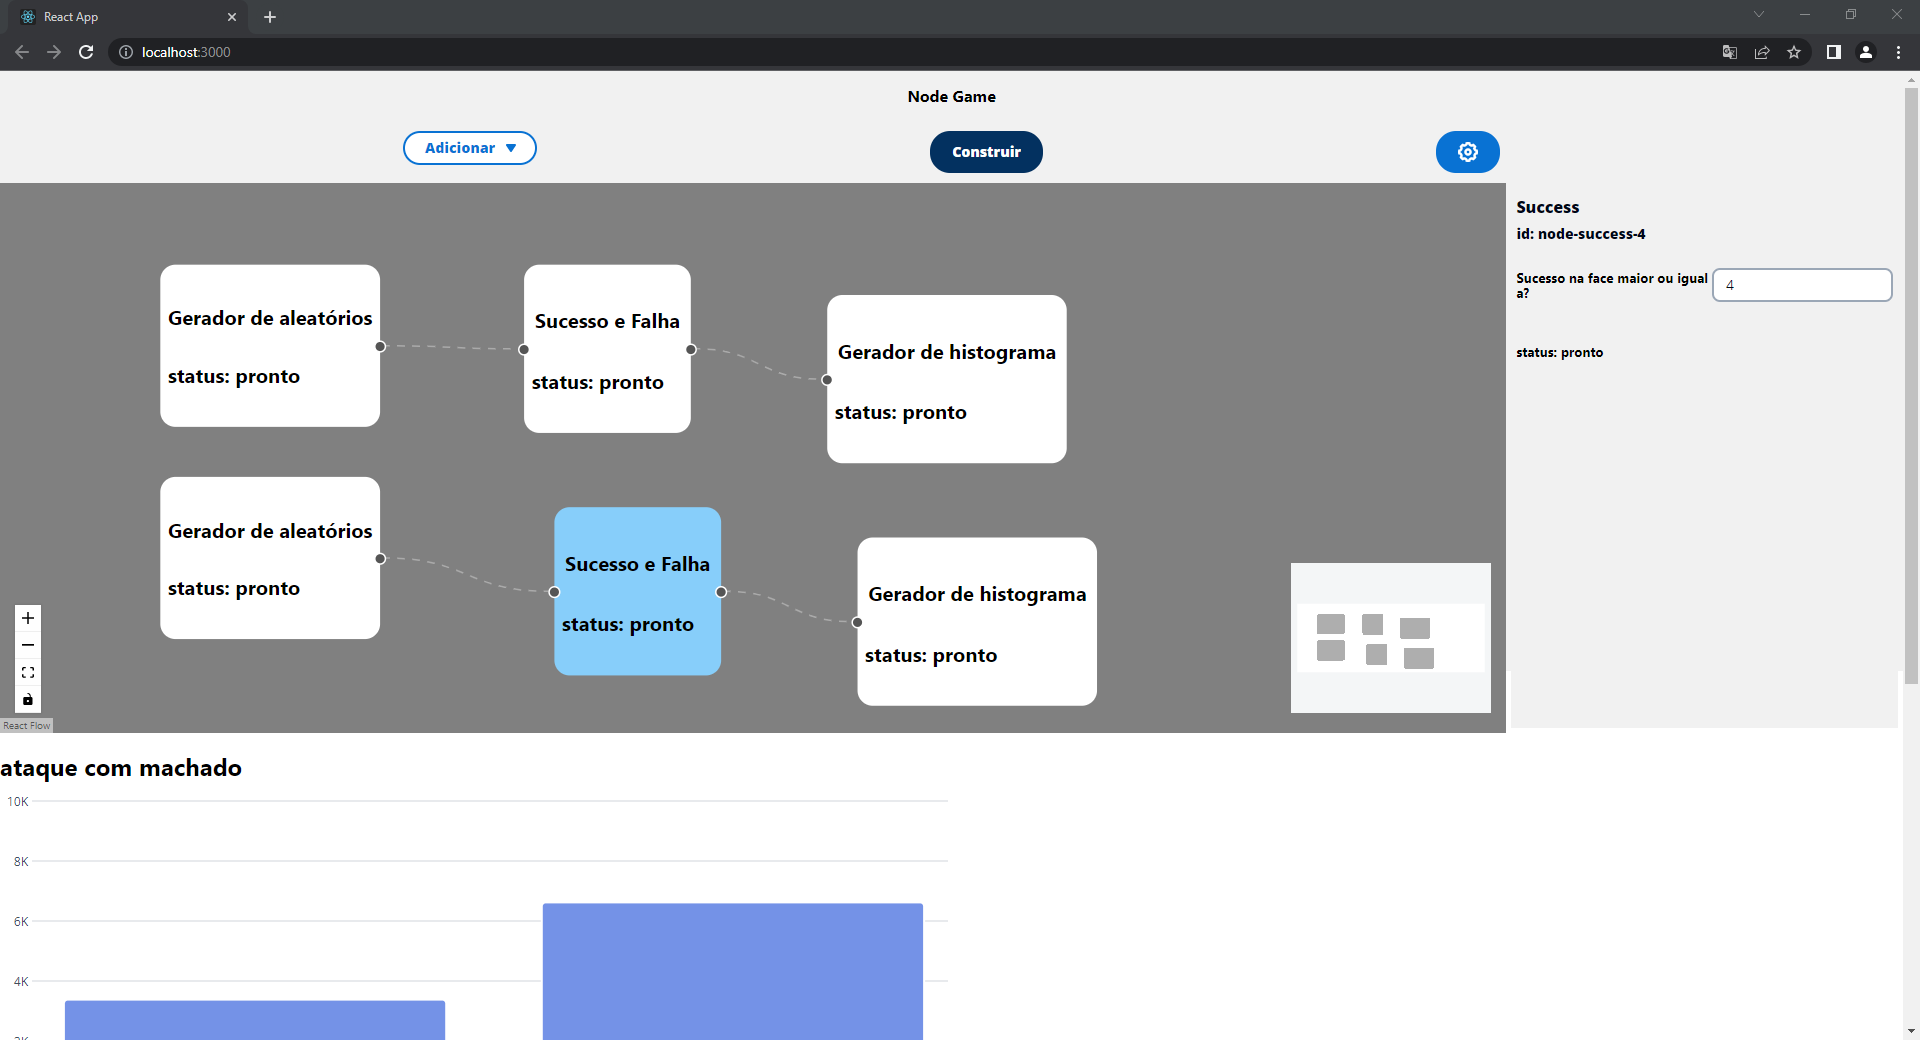 React App
localhost:3000
Node Game
Adicionar
Construir
Success
id: node-success-4
Sucesso na face maior ou igual
a?
4
status: pronto
Gerador de aleatórios
status: pronto
Sucesso e Falha
status: pronto
Gerador de histograma
status: pronto
Gerador de aleatórios
status: pronto
Sucesso e Falha
status: pronto
Gerador de histograma
status: pronto
React Flow
ataque com machado
10K
8K
6K
4K